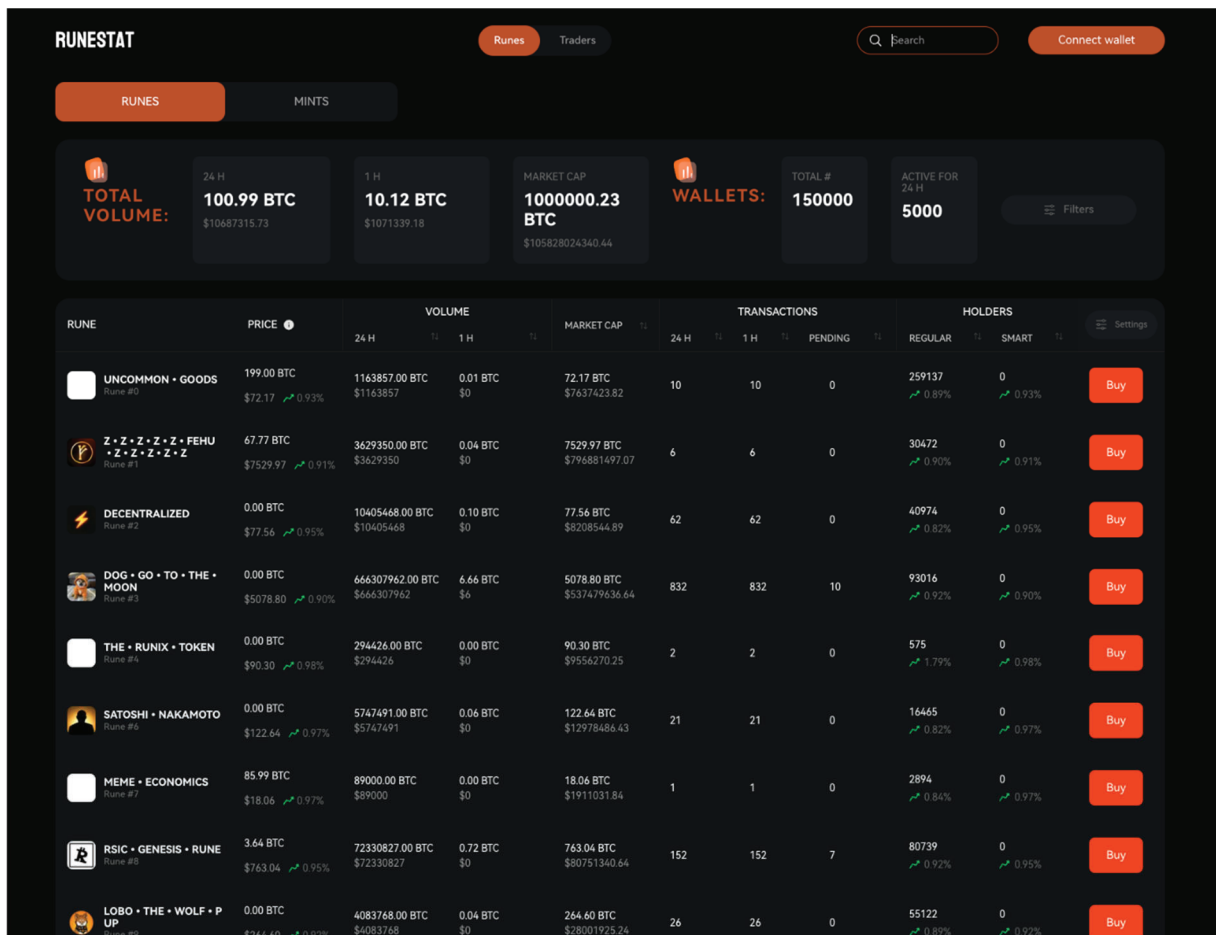 RUNESTAT
Runes
Traders
Search
Connect wallet
RUNES
MINTS
TOTAL
VOLUME:
24 H
100.99 BTC
$10687315.73
1 H
10.12 BTC
$1071339.18
MARKET CAP
1000000.23
BTC
$105828024340.44
WALLETS:
TOTAL #
150000
ACTIVE FOR
24 H
5000
Filters
RUNE
PRICE
VOLUME
24 H
1 H
MARKET CAP
TRANSACTIONS
24 H
1 H
PENDING
HOLDERS
REGULAR
SMART
Settings
UNCOMMON • GOODS
Rune #0
199.00 BTC
$72.17 0.93%
1163857.00 BTC
$1163857
0.01 BTC
$0
72.17 BTC
$7637423.82
10
10
0
259137
0.89%
0
0.93%
Buy
Z • Z • Z • Z • Z • FEHU
• Z • Z • Z • Z • Z
Rune #1
67.77 BTC
$7529.97 0.91%
3629350.00 BTC
$3629350
0.04 BTC
$0
7529.97 BTC
$796881497.07
6
6
0
30472
0.90%
0
0.91%
Buy
DECENTRALIZED
Rune #2
0.00 BTC
$77.56 0.95%
10405468.00 BTC
$10405468
0.10 BTC
$0
77.56 BTC
$8208544.89
62
62
0
40974
0.82%
0
0.95%
Buy
DOG • GO • TO • THE •
MOON
Rune #3
0.00 BTC
$5078.80 0.90%
666307962.00 BTC
$666307962
6.66 BTC
$6
5078.80 BTC
$537479636.64
832
832
10
93016
0.92%
0
0.90%
Buy
THE • RUNIX • TOKEN
Rune #4
0.00 BTC
$90.30 0.98%
294426.00 BTC
$294426
0.00 BTC
$0
90.30 BTC
$9556270.25
2
2
0
575
1.79%
0
0.98%
Buy
SATOSHI • NAKAMOTO
Rune #6
0.00 BTC
$122.64 0.97%
5747491.00 BTC
$5747491
0.06 BTC
$0
122.64 BTC
$12978486.43
21
21
0
16465
0.82%
0
0.97%
Buy
MEME • ECONOMICS
Rune #7
85.99 BTC
$18.06 0.97%
89000.00 BTC
$89000
0.00 BTC
$0
18.06 BTC
$1911031.84
1
1
0
2894
0.84%
0
0.97%
Buy
RSIC • GENESIS • RUNE
Rune #8
3.64 BTC
$763.04 0.95%
72330827.00 BTC
$72330827
0.72 BTC
$0
763.04 BTC
$80751340.64
152
152
7
80739
0.92%
0
0.95%
Buy
LOBO • THE • WOLF • P
UP
Rune #9
0.00 BTC
$264.60 0.92%
4083768.00 BTC
$4083768
0.04 BTC
$0
264.60 BTC
$28001925.24
26
26
0
55122
0.89%
0
0.92%
Buy